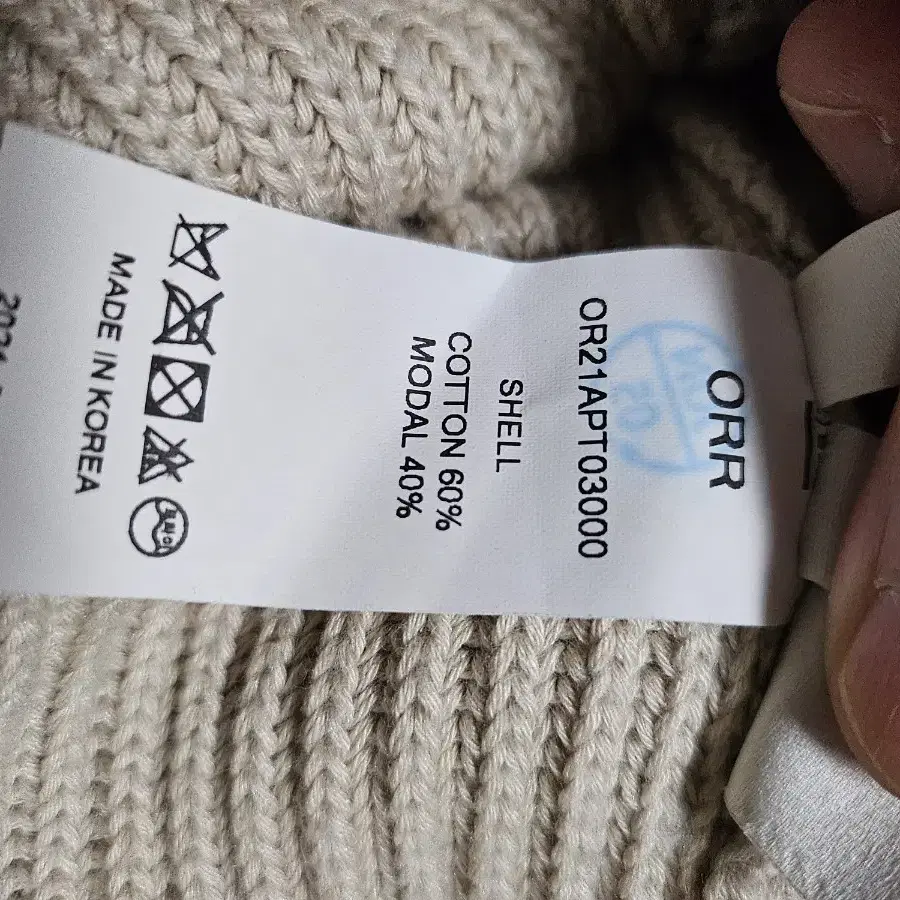 ORR
OR21APT03000
SHELL
COTTON 60%
MODAL 40%
MADE IN KOREA